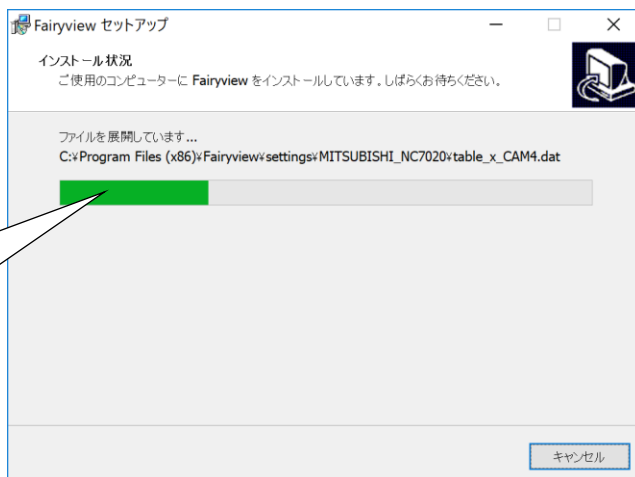 Fairyview セットアップ
インストール状況
ご使用のコンピューターに Fairyview をインストールしています。しばらくお待ちください。
ファイルを展開しています...
C:¥Program Files (x86)¥Fairyview¥settings¥MITSUBISHI_NC7020¥table_x_CAM4.dat
キャンセル